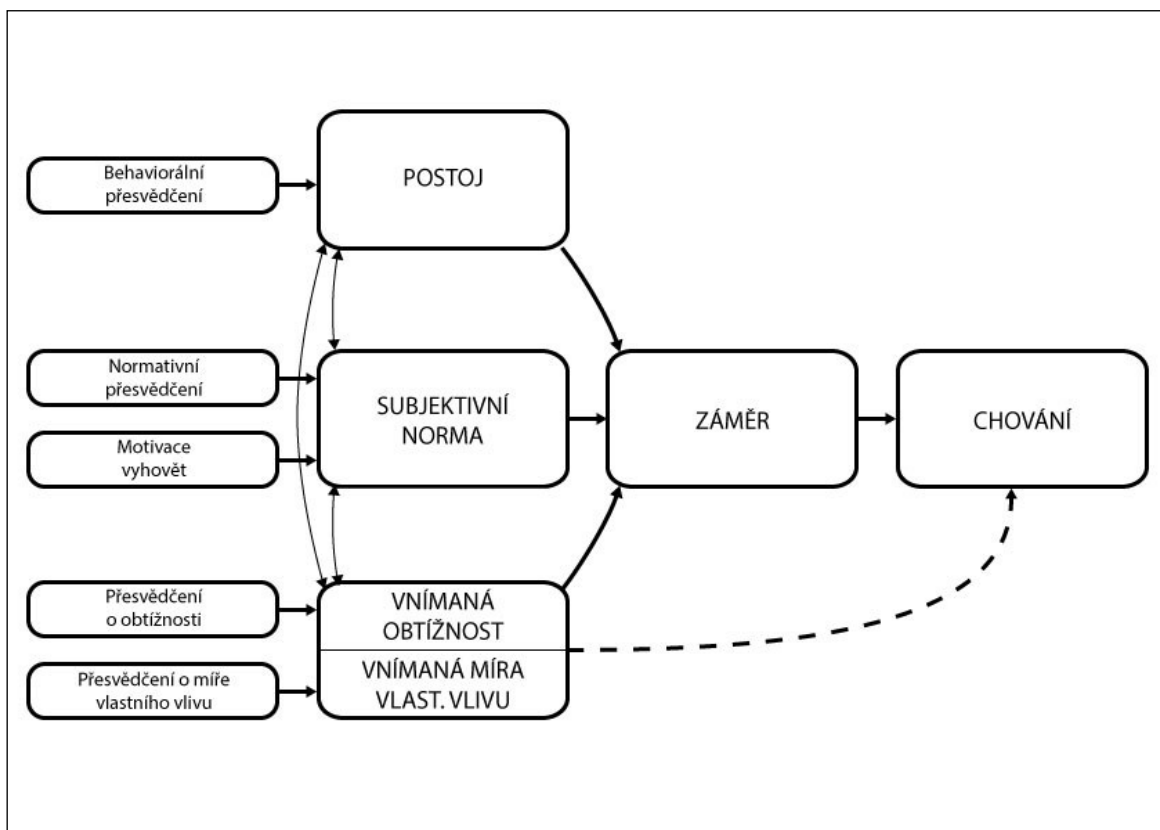 Behaviorální
přesvědčení
POSTOJ
Normativní
přesvědčení
Motivace
vyhovět
SUBJEKTIVNÍ
NORMA
ZÁMĚR
CHOVÁNÍ
Přesvědčení
o obtížnosti
Přesvědčení o míře
vlastního vlivu
VNÍMANÁ
OBTÍŽNOST
VNÍMANÁ MÍRA
VLAST. VLIVU